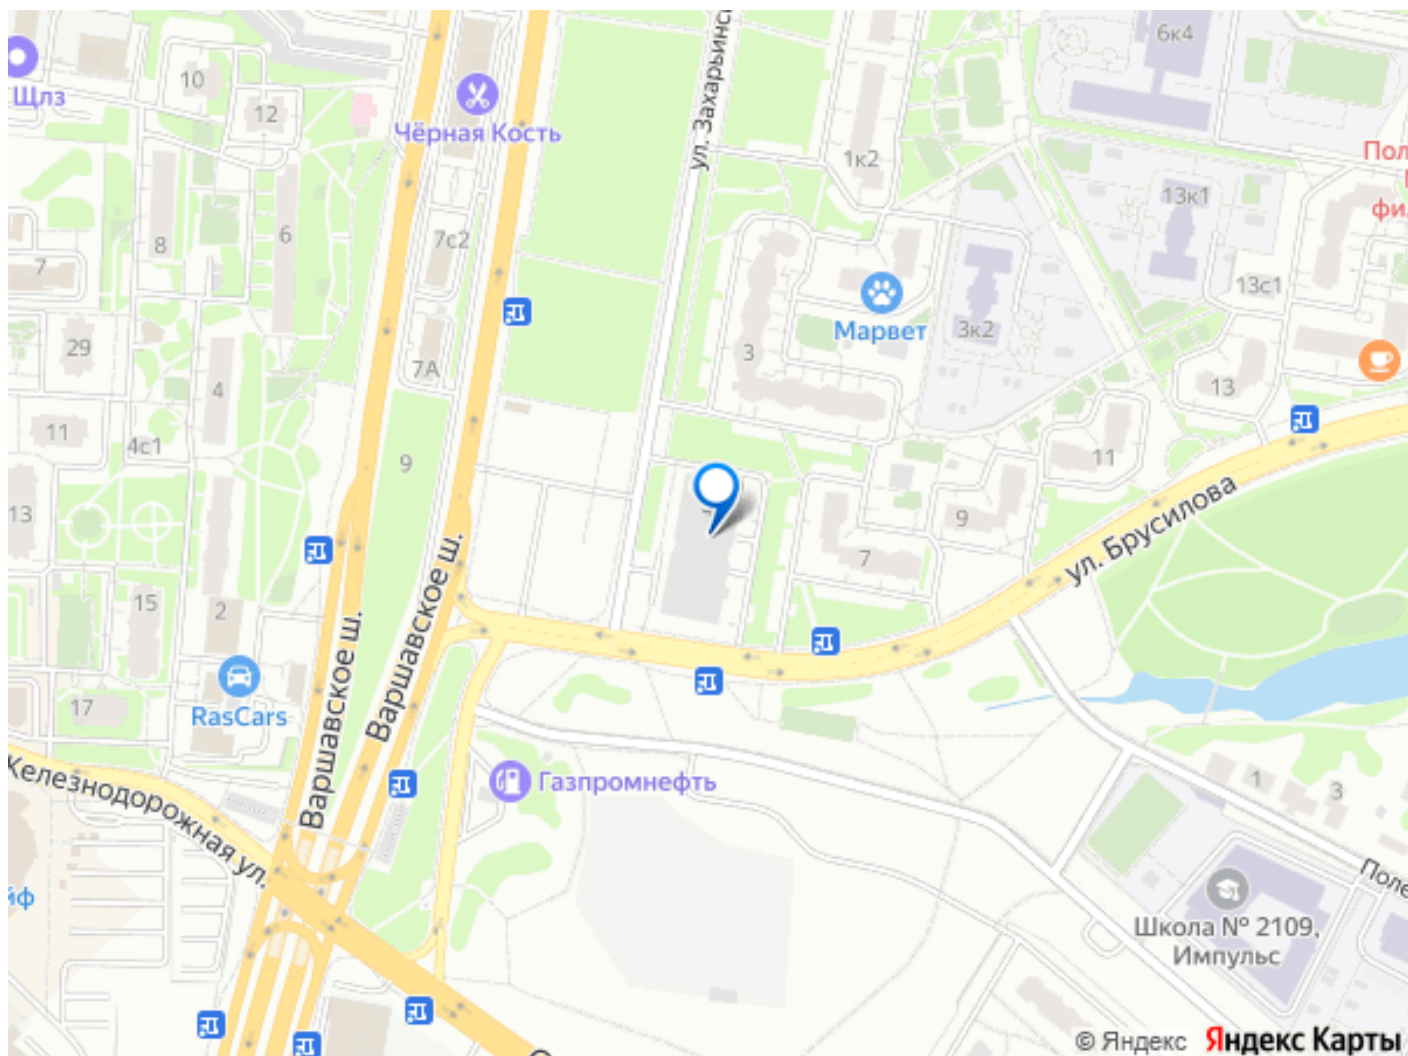 6к4
10
Щлз
12
Чёрная Кость
ул. Захарьинс
1к2
Пол
13к1
фи
7с2
6
8
7
13с1
3к2
Марвет
29
3
7А
4
13
11
4с1
9
11
13
ул. Брусилова
9
7
Варшавское ш.
15
2
Варшавское ш.
17
RasCars
Железнодорожная ул.
Газпромнефть
1
3
Поле
йф
Школа № 2109,
Импульс
© Яндекс
Яндекс Карты